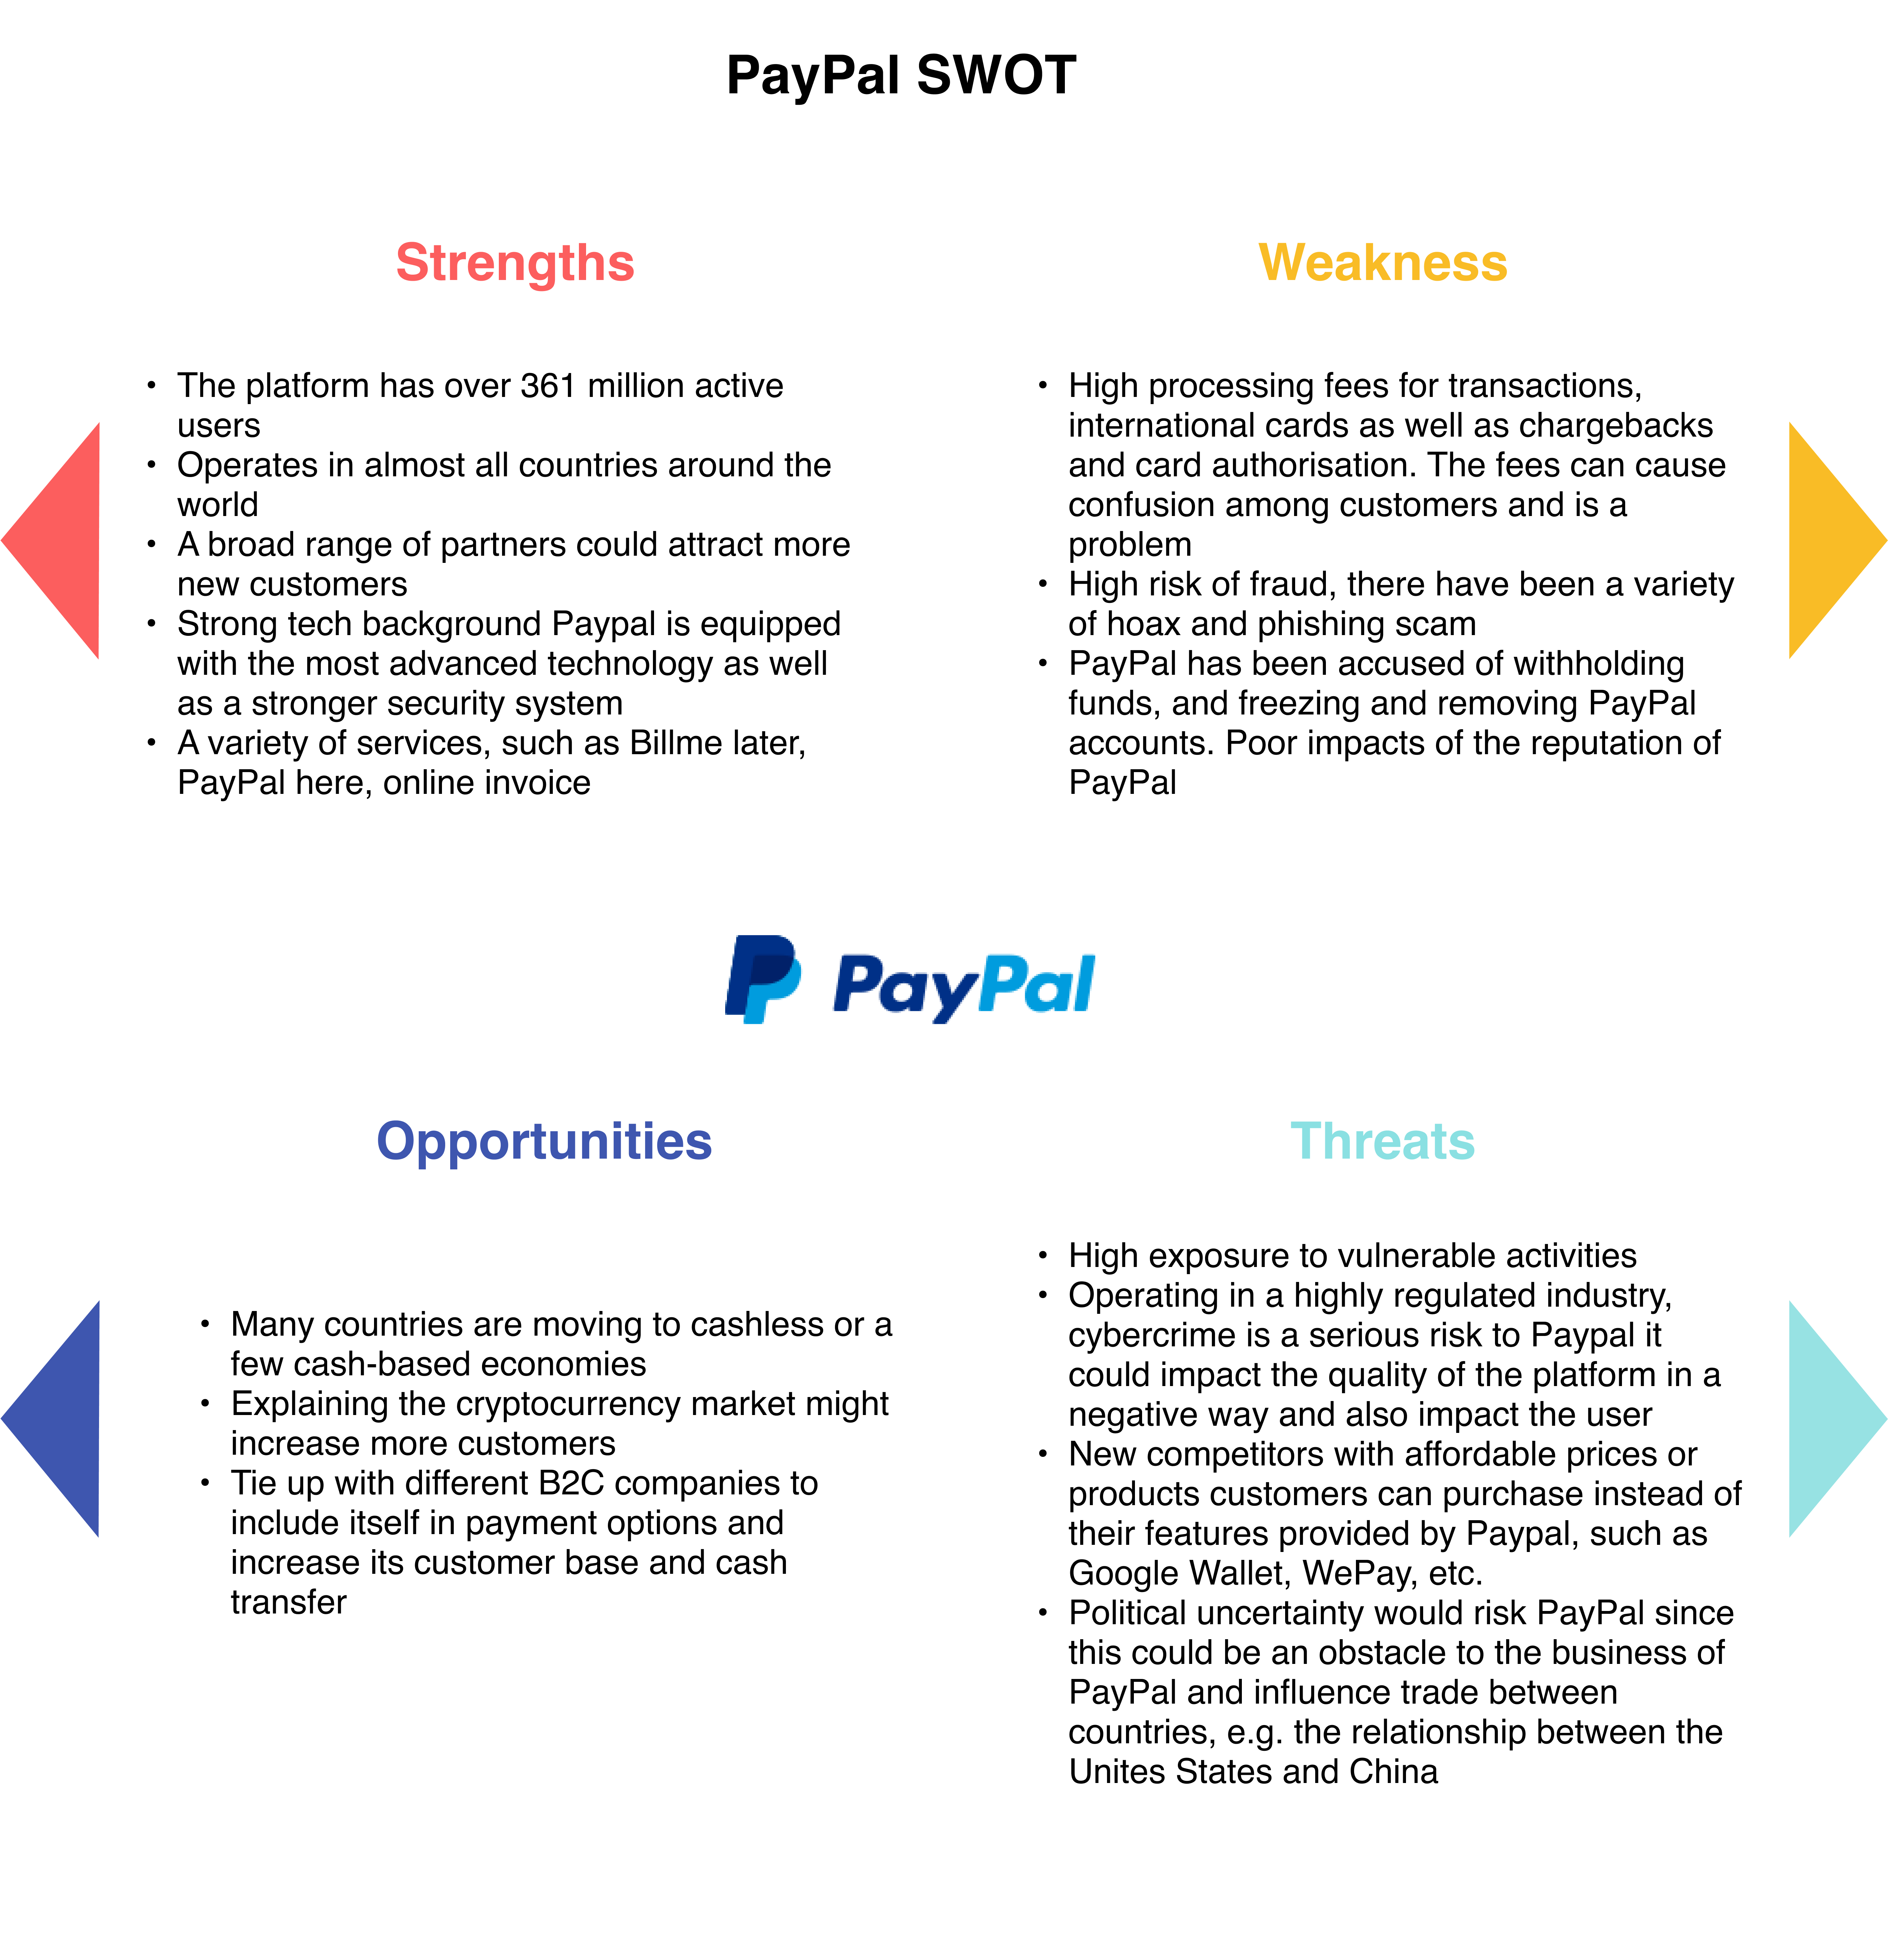 PayPal SWOT
Strengths
• The platform has over 361 million active
users
• Operates in almost all countries around the
world
• A broad range of partners could attract more
new customers
• Strong tech background Paypal is equipped
with the most advanced technology as well
as a stronger security system
• A variety of services, such as Billme later,
PayPal here, online invoice
Weakness
• High processing fees for transactions,
international cards as well as chargebacks
and card authorisation. The fees can cause
confusion among customers and is a
problem
• High risk of fraud, there have been a variety
of hoax and phishing scam
• PayPal has been accused of withholding
funds, and freezing and removing PayPal
accounts. Poor impacts of the reputation of
PayPal
PayPal
Opportunities
• Many countries are moving to cashless or a
few cash-based economies
• Explaining the cryptocurrency market might
increase more customers
• Tie up with different B2C companies to
include itself in payment options and
increase its customer base and cash
transfer
Threats
• High exposure to vulnerable activities
• Operating in a highly regulated industry,
cybercrime is a serious risk to Paypal it
could impact the quality of the platform in a
negative way and also impact the user
• New competitors with affordable prices or
products customers can purchase instead of
their features provided by Paypal, such as
Google Wallet, WePay, etc.
• Political uncertainty would risk PayPal since
this could be an obstacle to the business of
PayPal and influence trade between
countries, e.g. the relationship between the
Unites States and China